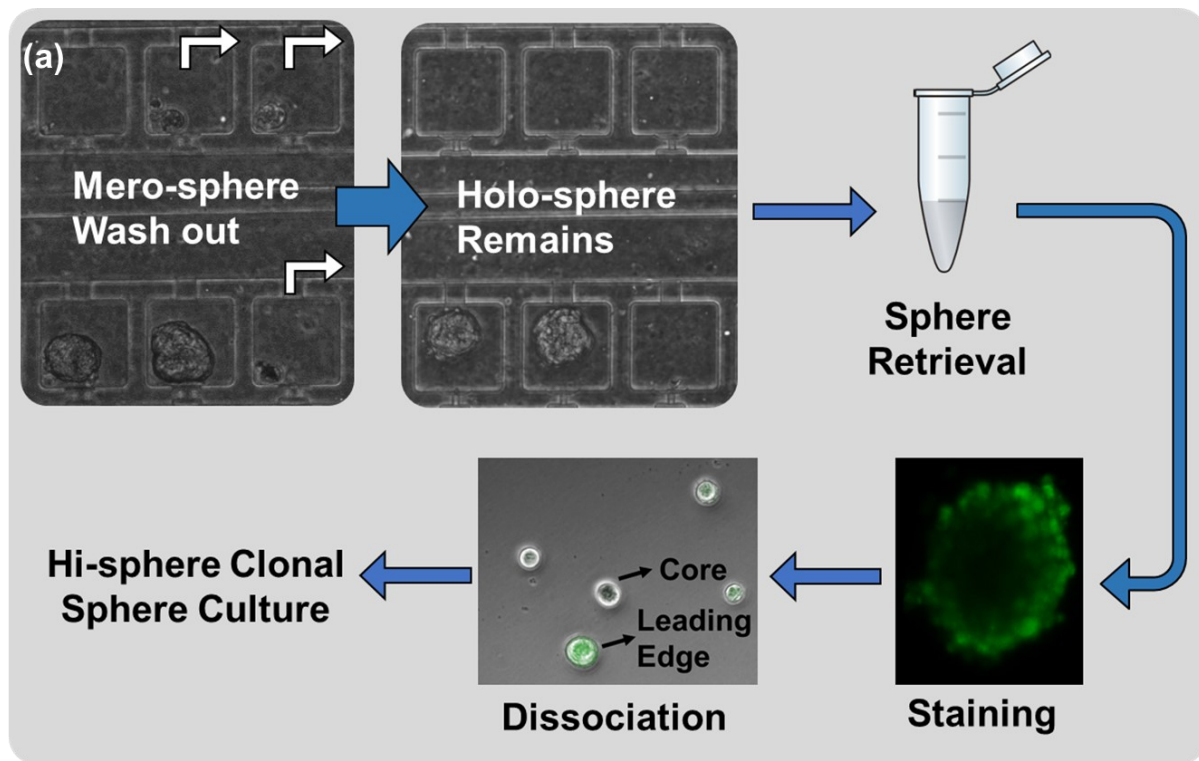 (a)
Mero-sphere
Wash out
Holo-sphere
Remains
Sphere
Retrieval
Core
Leading
Edge
Hi-sphere Clonal
Sphere Culture
Dissociation
Staining